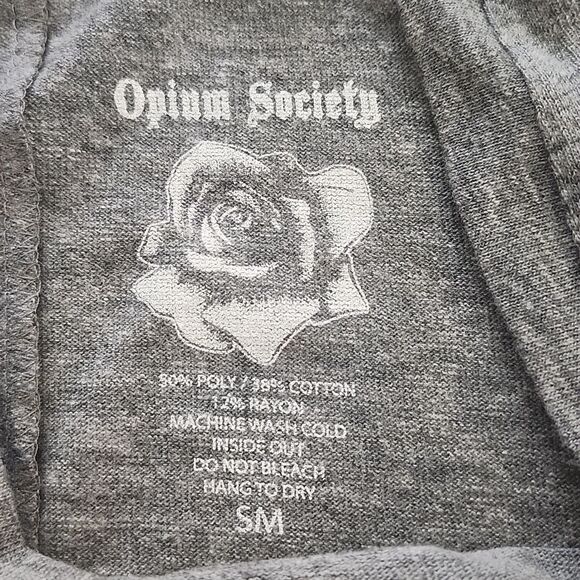 Opium Society
50% POLY / 38% COTTON
12% RAYON
MACHINE WASH COLD
INSIDE OUT
DO NOT BLEACH
HANG TO DRY
SM